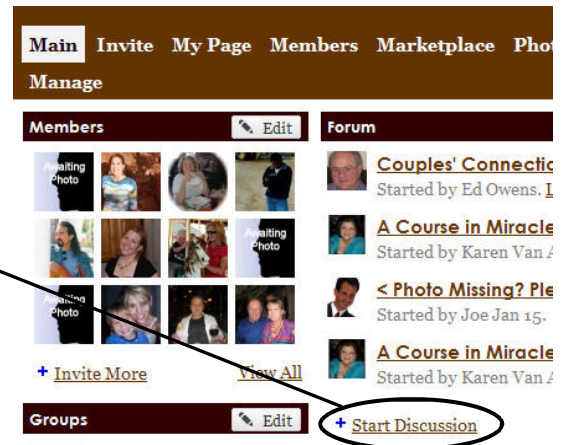 Main Invite My Page Members Marketplace
Manage
Members Edit
Awaiting Photo
Awaiting Photo
Awaiting Photo
+ Invite More View All
Groups Edit
Forum
Couples'
Started by Ed Owens.
A Course in Miracle
Started by Karen Van
< Photo Missing?
Started by Joe Jan 15.
A Course in Miracle
Started by Karen Van
+ Start Discussion